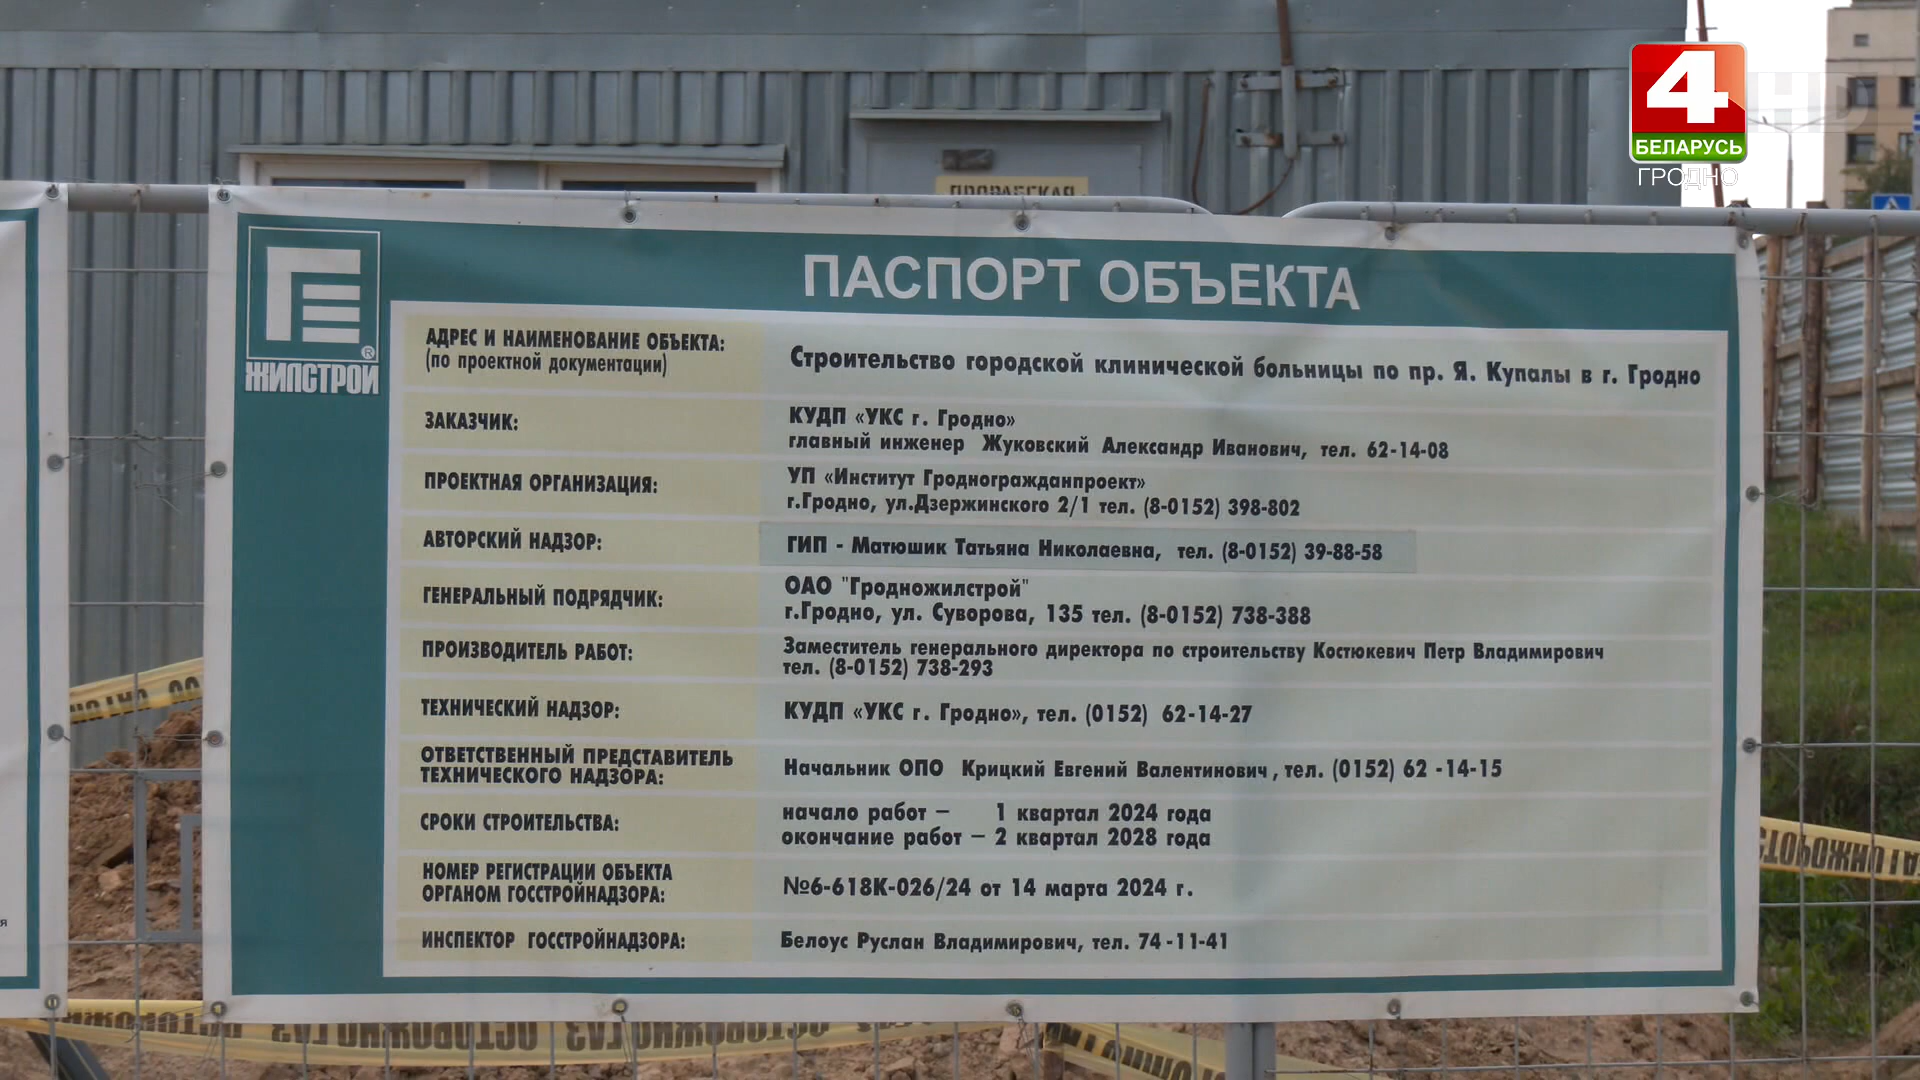 4 HD
БЕЛАРУСЬ
ГРОДНО
ПРОРАБСКАЯ
ПАСПОРТ ОБЪЕКТА
ЖИЛСТРОЙ
АДРЕС И НАИМЕНОВАНИЕ ОБЪЕКТА:
(по проектной документации)
Строительство городской клинической больницы по пр. Я. Купалы в г. Гродно
ЗАКАЗЧИК:
КУДП «УКС г. Гродно»
главный инженер Жуковский Александр Иванович, тел. 62-14-08
ПРОЕКТНАЯ ОРГАНИЗАЦИЯ:
УП «Институт Гродногражданпроект»
г.Гродно, ул.Дзержинского 2/1 тел. (8-0152) 398-802
АВТОРСКИЙ НАДЗОР:
ГИП - Матюшик Татьяна Николаевна, тел. (8-0152) 39-88-58
ГЕНЕРАЛЬНЫЙ ПОДРЯДЧИК:
ОАО "Гродножилстрой"
г.Гродно, ул. Суворова, 135 тел. (8-0152) 738-388
ПРОИЗВОДИТЕЛЬ РАБОТ:
Заместитель генерального директора по строительству Костюкевич Петр Владимирович
тел. (8-0152) 738-293
ТЕХНИЧЕСКИЙ НАДЗОР:
КУДП «УКС г. Гродно», тел. (0152) 62-14-27
ОТВЕТСТВЕННЫЙ ПРЕДСТАВИТЕЛЬ
ТЕХНИЧЕСКОГО НАДЗОРА:
Начальник ОПО Крицкий Евгений Валентинович, тел. (0152) 62 -14-15
СРОКИ СТРОИТЕЛЬСТВА:
начало работ – 1 квартал 2024 года
окончание работ – 2 квартал 2028 года
НОМЕР РЕГИСТРАЦИИ ОБЪЕКТА
ОРГАНОМ ГОССТРОЙНАДЗОРА:
№6-618К-026/24 от 14 марта 2024 г.
ИНСПЕКТОР ГОССТРОЙНАДЗОРА:
Белоус Руслан Владимирович, тел. 74 -11-41
ОСТОРОЖНО ГАЗ ОСТОРОЖНО ГАЗ